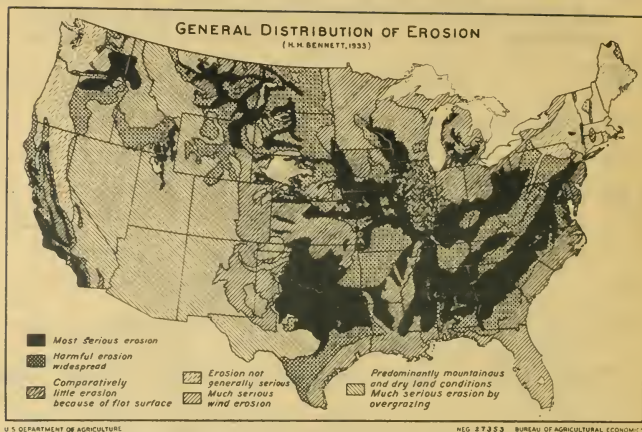 GENERAL DISTRIBUTION OF EROSION
(H.H. BENNETT, 1933)
Most serious erosion
Harmful erosion
widespread
Comparatively
little erosion
because of flat surface
Erosion not
generally serious
Much serious
wind erosion
Predominantly mountainous
and dry land conditions
Much serious erosion by
overgrazing
U S DEPARTMENT OF AGRICULTURE
NEG 27353 BUREAU OF AGRICULTURAL ECONOMICS